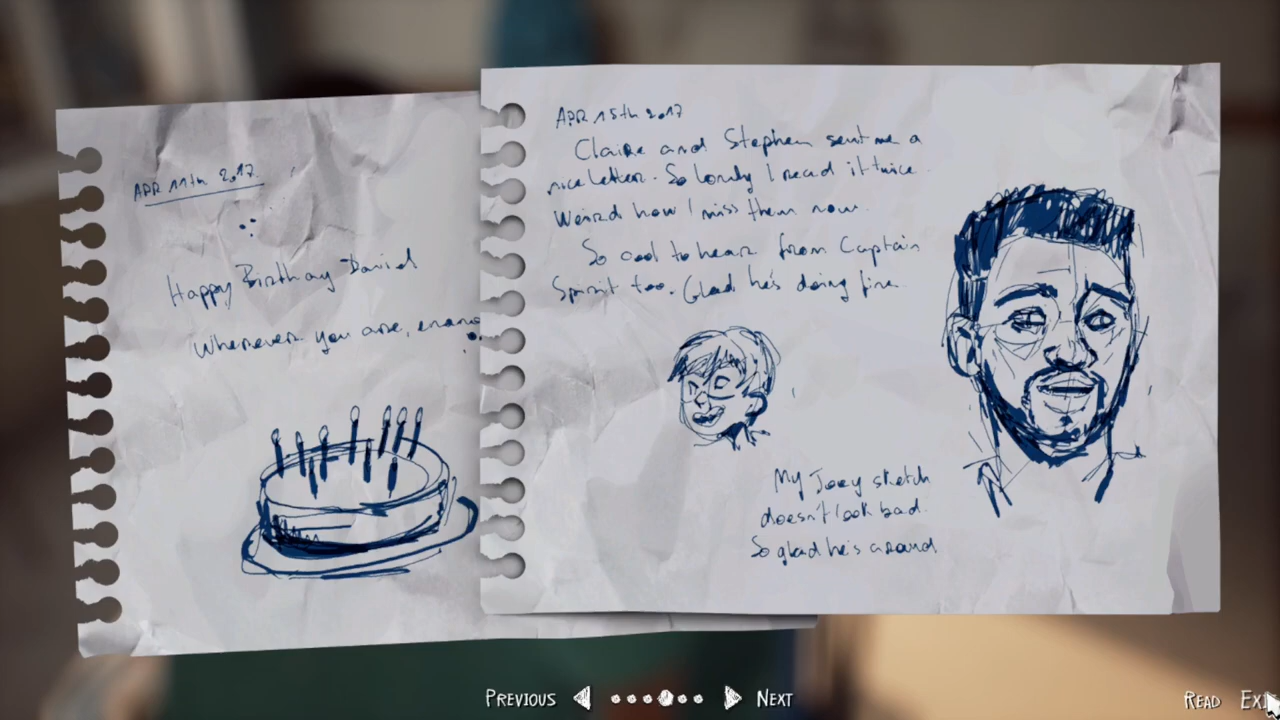 APR 11th 2017
Happy Birthday David
Wherever you are,
APR 15th 2017
Claire and Stephen sent me a
nice letter. So lonely I read it twice.
Weird how I miss them now.
So cool to hear from Captain
Spirit too. Glad he's doing fine.
My Joey sketch
doesn't look bad.
So glad he's around
PREVIOUS
NEXT
READ
EXI